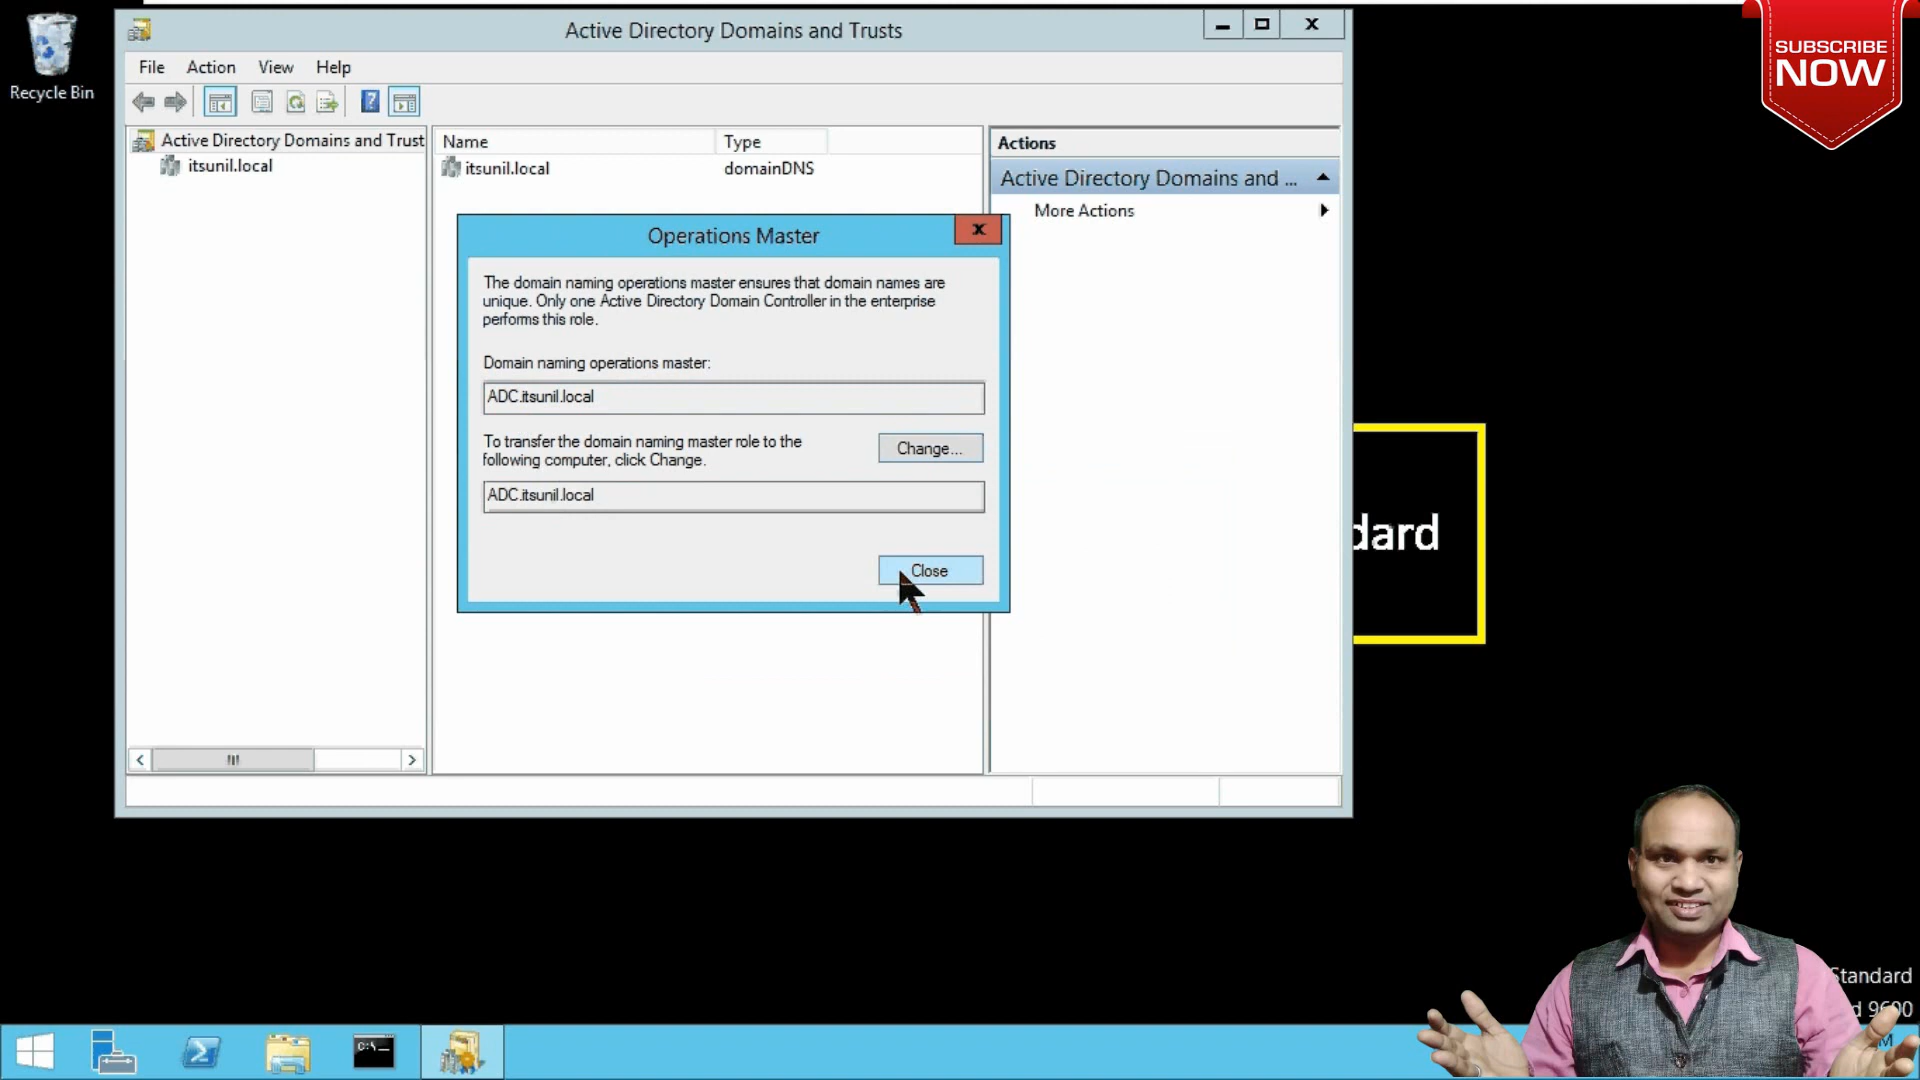 Recycle Bin
Active Directory Domains and Trusts
File Action View Help
Active Directory Domains and Trust
itsunil.local
Name Type
itsunil.local domainDNS
Actions
Active Directory Domains and ...
More Actions
Operations Master
The domain naming operations master ensures that domain names are
unique. Only one Active Directory Domain Controller in the enterprise
performs this role.
Domain naming operations master:
ADC.itsunil.local
To transfer the domain naming master role to the
following computer, click Change.
Change...
ADC.itsunil.local
Close
SUBSCRIBE
NOW
dard
Standard
d 9600
C:\